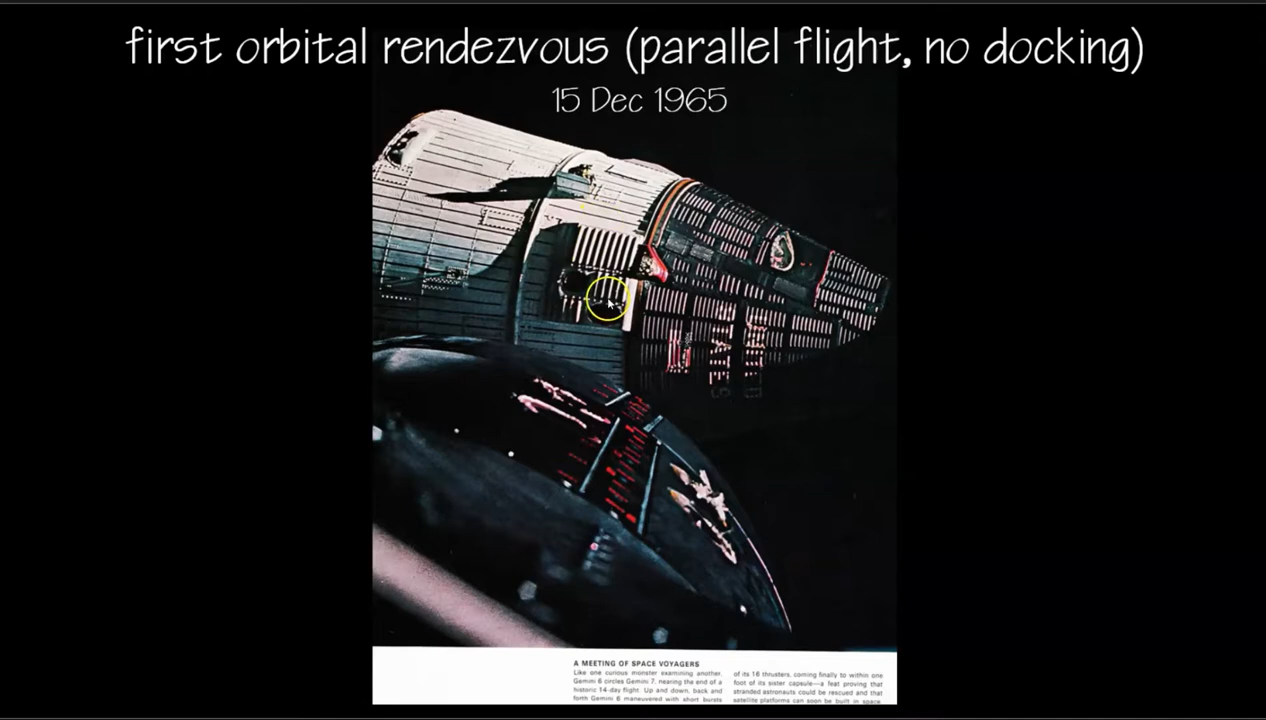 first orbital rendezvous (parallel flight, no docking)
15 Dec 1965
A MEETING OF SPACE VOYAGERS
Like one curious monster examining another,
Gemini 6 circles Gemini 7, nearing the end of a
historic 14-day flight. Up and down, back and
forth Gemini 6 maneuvered with short bursts
of its 16 thrusters, coming finally to within one
foot of its sister capsule—a feat proving that
stranded astronauts could be rescued and that
satellite platforms can soon be built in space.